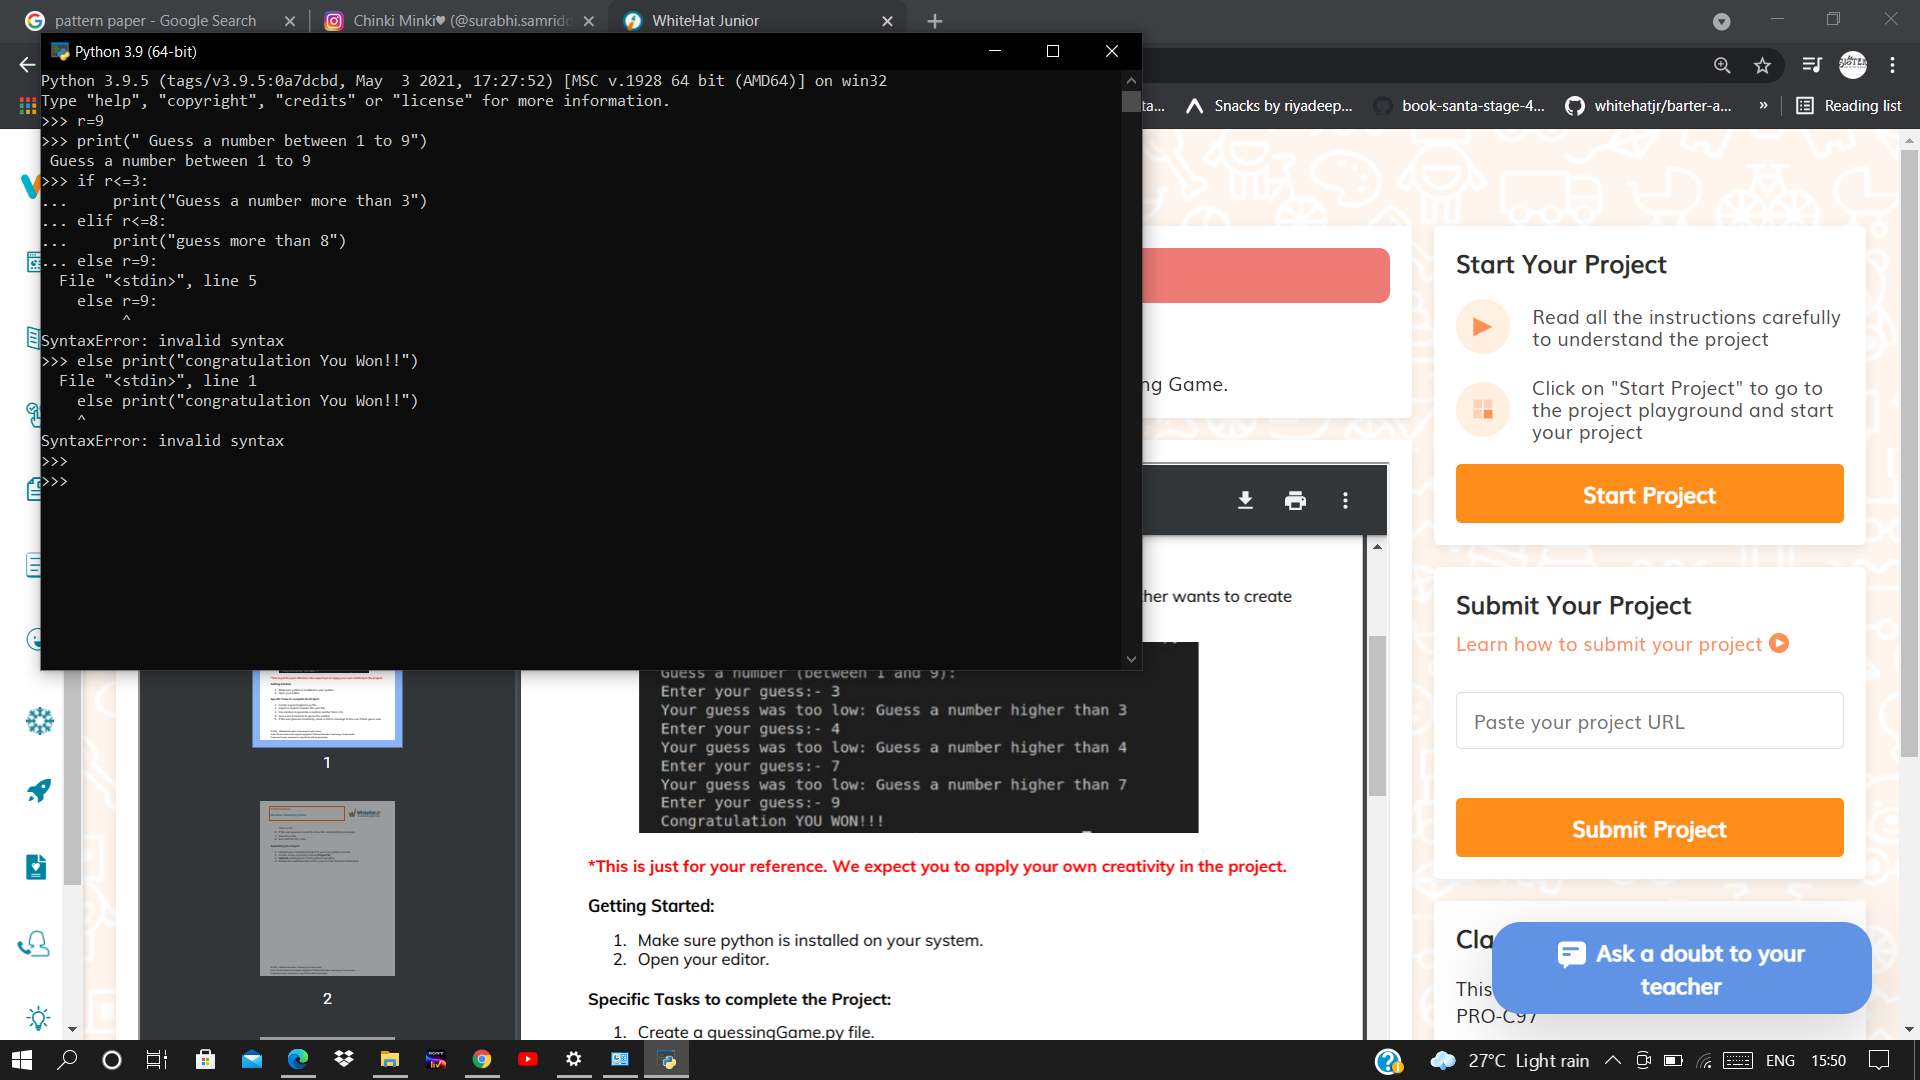 pattern paper - Google Search
Chinki Minki♥ (@surabhi.samridd
WhiteHat Junior
Python 3.9 (64-bit)
Python 3.9.5 (tags/v3.9.5:0a7dcbd, May  3 2021, 17:27:52) [MSC v.1928 64 bit (AMD64)] on win32
Type "help", "copyright", "credits" or "license" for more information.
>>> r=9
>>> print(" Guess a number between 1 to 9")
 Guess a number between 1 to 9
>>> if r<=3:
...     print("Guess a number more than 3")
... elif r<=8:
...     print("guess more than 8")
... else r=9:
  File "<stdin>", line 5
    else r=9:
         ^
SyntaxError: invalid syntax
>>> else print("congratulation You Won!!")
  File "<stdin>", line 1
    else print("congratulation You Won!!")
    ^
SyntaxError: invalid syntax
>>>
>>>
ta...
Snacks by riyadeep...
book-santa-stage-4...
whitehatjr/barter-a...
»
Reading list
ng Game.
her wants to create
Guess a number (between 1 and 9):
Enter your guess:- 3
Your guess was too low: Guess a number higher than 3
Enter your guess:- 4
Your guess was too low: Guess a number higher than 4
Enter your guess:- 7
Your guess was too low: Guess a number higher than 7
Enter your guess:- 9
Congratulation YOU WON!!!
*This is just for your reference. We expect you to apply your own creativity in the project.
Getting Started:
1. Make sure python is installed on your system.
2. Open your editor.
Specific Tasks to complete the Project:
1. Create a guessingGame.py file.
1
2
Start Your Project
Read all the instructions carefully
to understand the project
Click on "Start Project" to go to
the project playground and start
your project
Start Project
Submit Your Project
Learn how to submit your project
Paste your project URL
Submit Project
Cla
This
PRO-C97
Ask a doubt to your
teacher
27°C Light rain
ENG
15:50